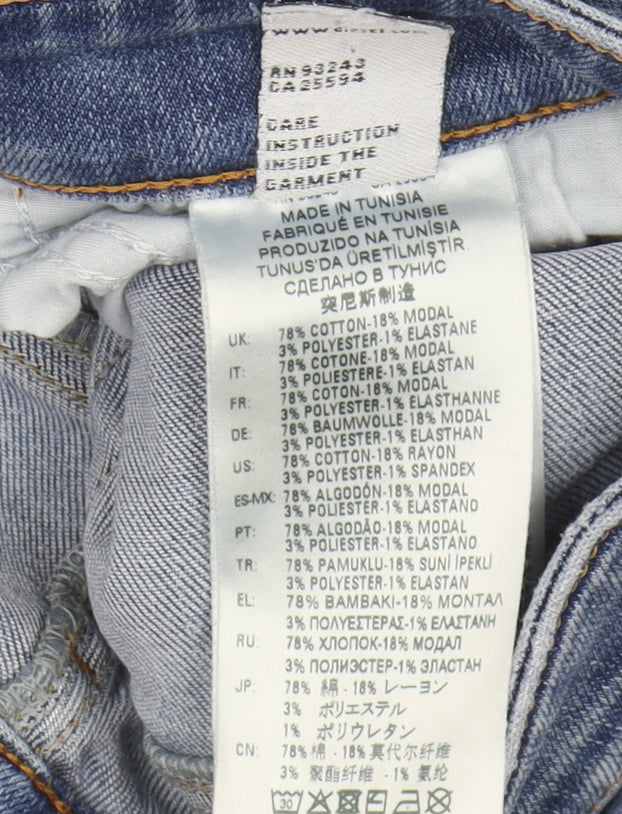 RN 93243
CA 25594
CARE
INSTRUCTION
INSIDE THE
GARMENT
MADE IN TUNISIA
FABRIQUÉ EN TUNISIE
PRODUZIDO NA TUNÍSIA
TUNUS'DA ÜRETİLMİŞTİR
СДЕЛАНО В ТУНИС
突尼斯制造
UK: 78% COTTON-18% MODAL
3% POLYESTER-1% ELASTANE
IT: 78% COTONE-18% MODAL
3% POLIESTERE-1% ELASTAN
FR: 78% COTON-18% MODAL
3% POLYESTER-1% ELASTHANNE
DE: 78% BAUMWOLLE-18% MODAL
3% POLYESTER-1% ELASTHAN
US: 78% COTTON-18% RAYON
3% POLYESTER-1% SPANDEX
ES-MX: 78% ALGODÓN-18% MODAL
3% POLIESTER-1% ELASTANO
PT: 78% ALGODÃO-18% MODAL
3% POLIESTER-1% ELASTANO
TR: 78% PAMUKLU-18% SUNİ İPEKLİ
3% POLYESTER-1% ELASTAN
EL: 78% ΒΑΜΒΑΚΙ-18% ΜΟΝΤΑΛ
3% ΠΟΛΥΕΣΤΕΡΑΣ-1% ΕΛΑΣΤΑΝΗ
RU: 78% ХЛОПОК-18% МОДАЛ
3% ПОЛИЭСТЕР-1% ЭЛАСТАН
JP: 78% 綿 - 18% レーヨン
3% ポリエステル
1% ポリウレタン
CN: 78% 棉 - 18% 莫代尔纤维
3% 聚酯纤维 - 1% 氨纶
30